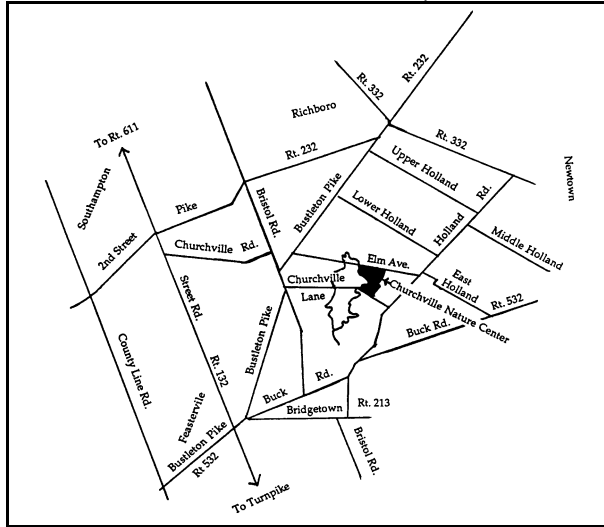 Rt. 232
Rt. 332
Richboro
To Rt. 611
Rt. 332
Rt. 232
Upper Holland
Newtown
Southampton
Pike
Bristol Rd.
Bustleton Pike
Lower Holland
Holland
Rd.
2nd Street
Churchville Rd.
Middle Holland
Elm Ave.
Churchville
Lane
East
Holland
Churchville Nature Center
Street Rd.
Rt. 532
Buck Rd.
County Line Rd.
Rt. 132
Bustleton Pike
Buck Rd.
Feasterville
Bridgetown
Rt. 213
Bustleton Pike
Rt 532
Bristol Rd.
To Turnpike